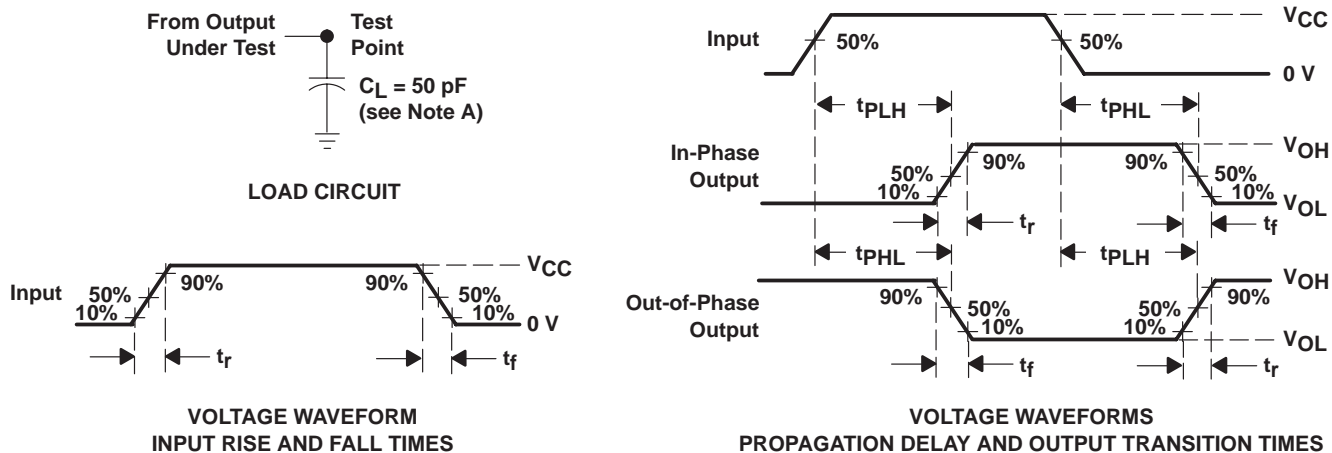 From Output
Under Test
Test
Point
CL = 50 pF
(see Note A)
LOAD CIRCUIT
Input
VCC
50%
10%
90%
90%
50%
10%
0 V
tr
tf
VOLTAGE WAVEFORM
INPUT RISE AND FALL TIMES
Input
50%
50%
VCC
0 V
tPLH
tPHL
In-Phase
Output
50%
10%
90%
90%
50%
10%
VOH
VOL
tr
tf
tPHL
tPLH
Out-of-Phase
Output
90%
50%
10%
50%
10%
90%
VOH
VOL
tf
tr
VOLTAGE WAVEFORMS
PROPAGATION DELAY AND OUTPUT TRANSITION TIMES